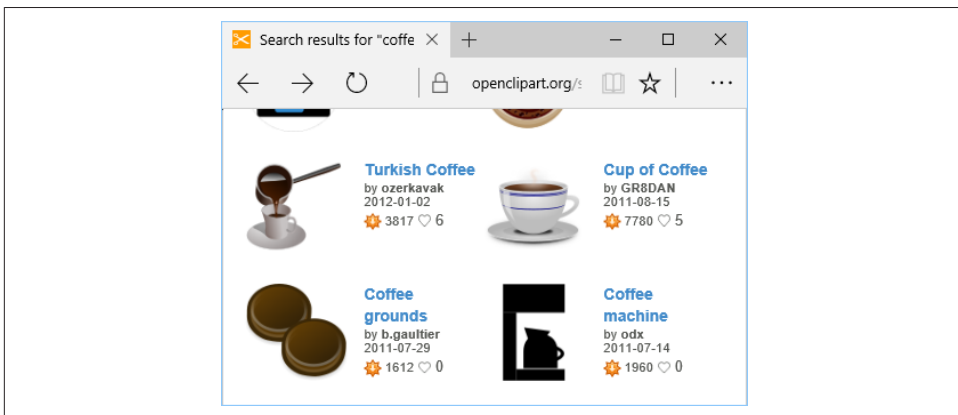 Search results for "coffe
openclipart.org/s
Turkish Coffee
by ozerkavak
2012-01-02
3817 6
Cup of Coffee
by GR8DAN
2011-08-15
7780 5
Coffee
grounds
by b.gaultier
2011-07-29
1612 0
Coffee
machine
by odx
2011-07-14
1960 0